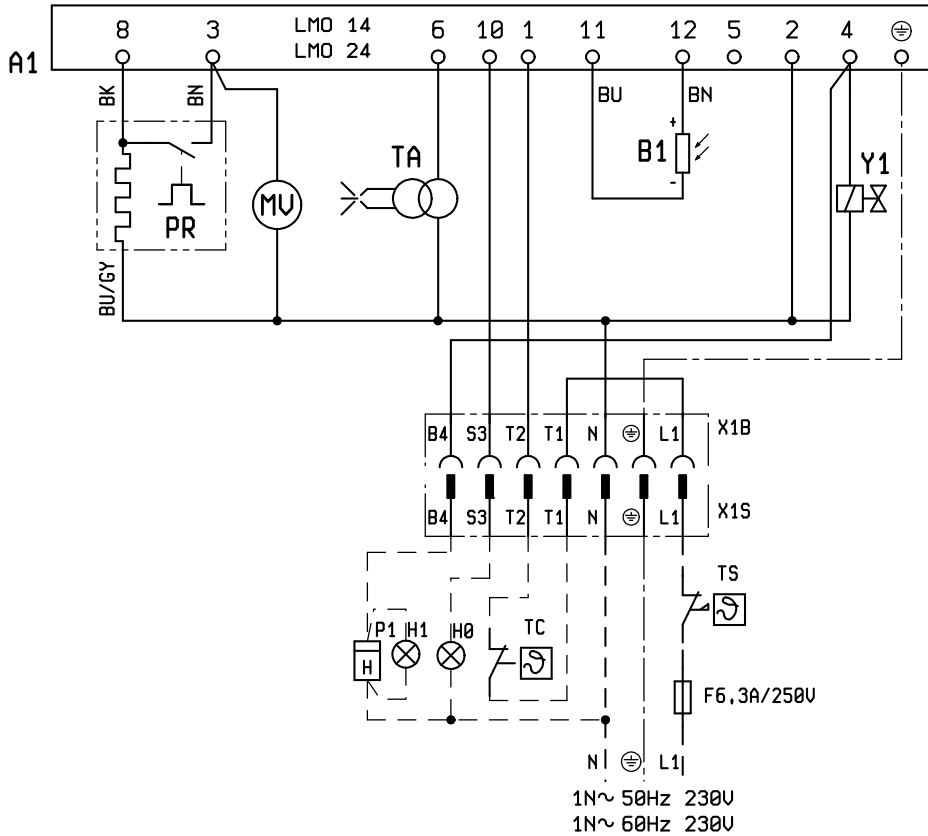 8 3 LMO 14 6 10 1 11 12 5 2 4
LMO 24
A1
BK BN BU BN
+
TA B1 Y1
-
MV
PR
BU/GY
B4 S3 T2 T1 N L1 X1B
B4 S3 T2 T1 N L1 X1S
TS
P1 H1 H0 TC
H
F6,3A/250V
N L1
1N~ 50Hz 230V
1N~ 60Hz 230V